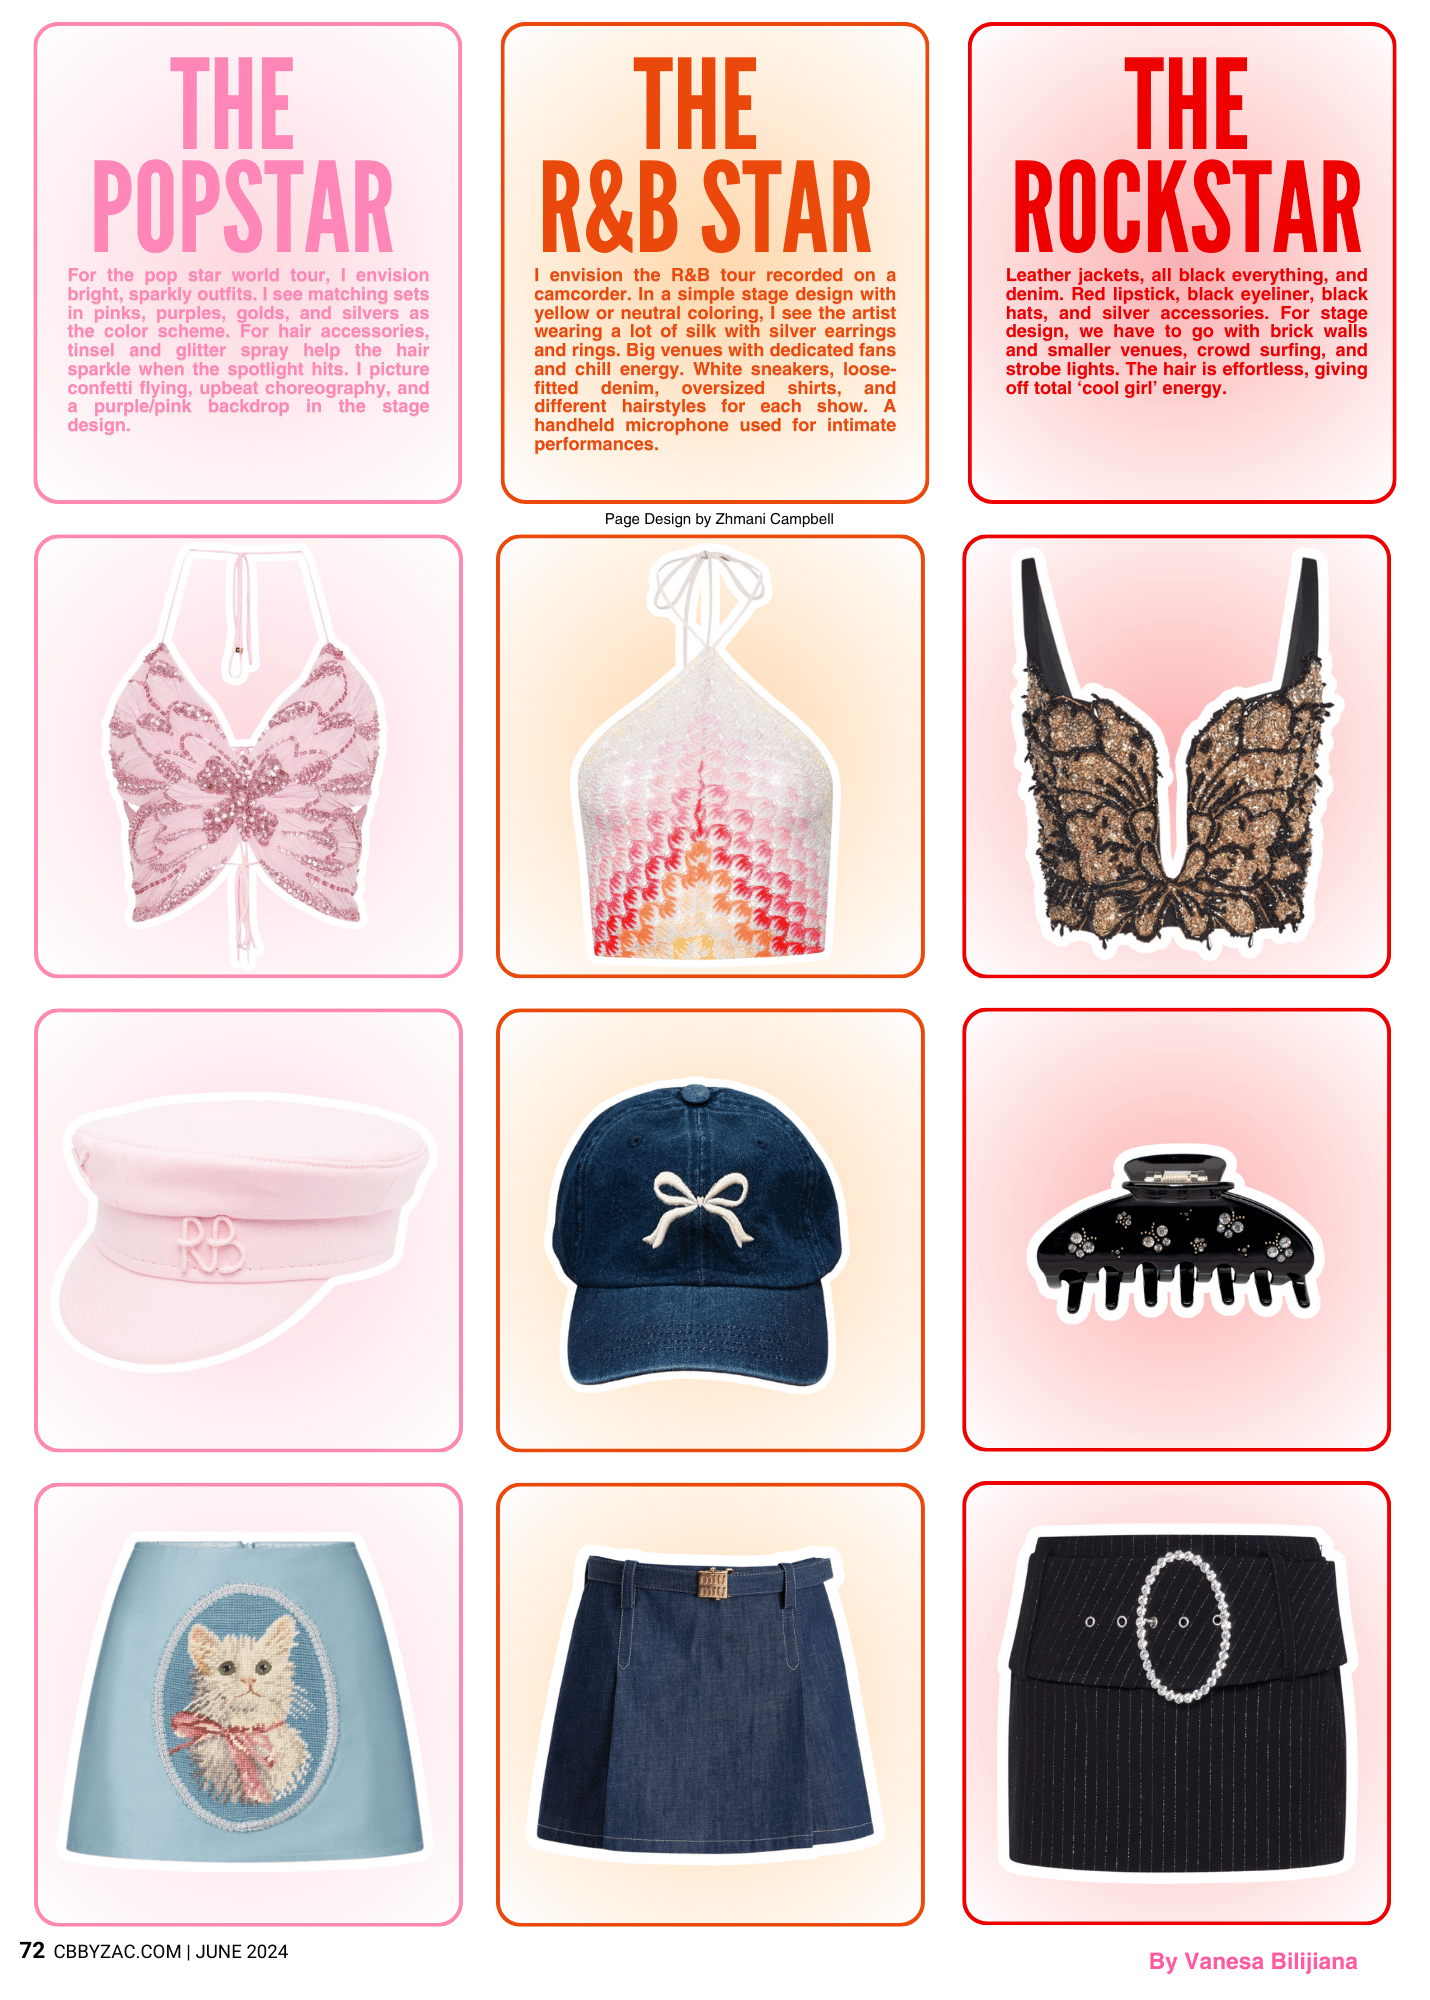 THE
POPSTAR
For the pop star world tour, I envision
bright, sparkly outfits. I see matching sets
in pinks, purples, golds, and silvers as
the color scheme. For hair accessories,
tinsel and glitter spray help the hair
sparkle when the spotlight hits. I picture
confetti flying, upbeat choreography, and
a purple/pink backdrop in the stage
design.
THE
R&B STAR
I envision the R&B tour recorded on a
camcorder. In a simple stage design with
yellow or neutral coloring, I see the artist
wearing a lot of silk with silver earrings
and rings. Big venues with dedicated fans
and chill energy. White sneakers, loose-
fitted denim, oversized shirts, and
different hairstyles for each show. A
handheld microphone used for intimate
performances.
THE
ROCKSTAR
Leather jackets, all black everything, and
denim. Red lipstick, black eyeliner, black
hats, and silver accessories. For stage
design, we have to go with brick walls
and smaller venues, crowd surfing, and
strobe lights. The hair is effortless, giving
off total ‘cool girl’ energy.
Page Design by Zhmani Campbell
RB
72 CBBYZAC.COM | JUNE 2024
By Vanesa Bilijiana